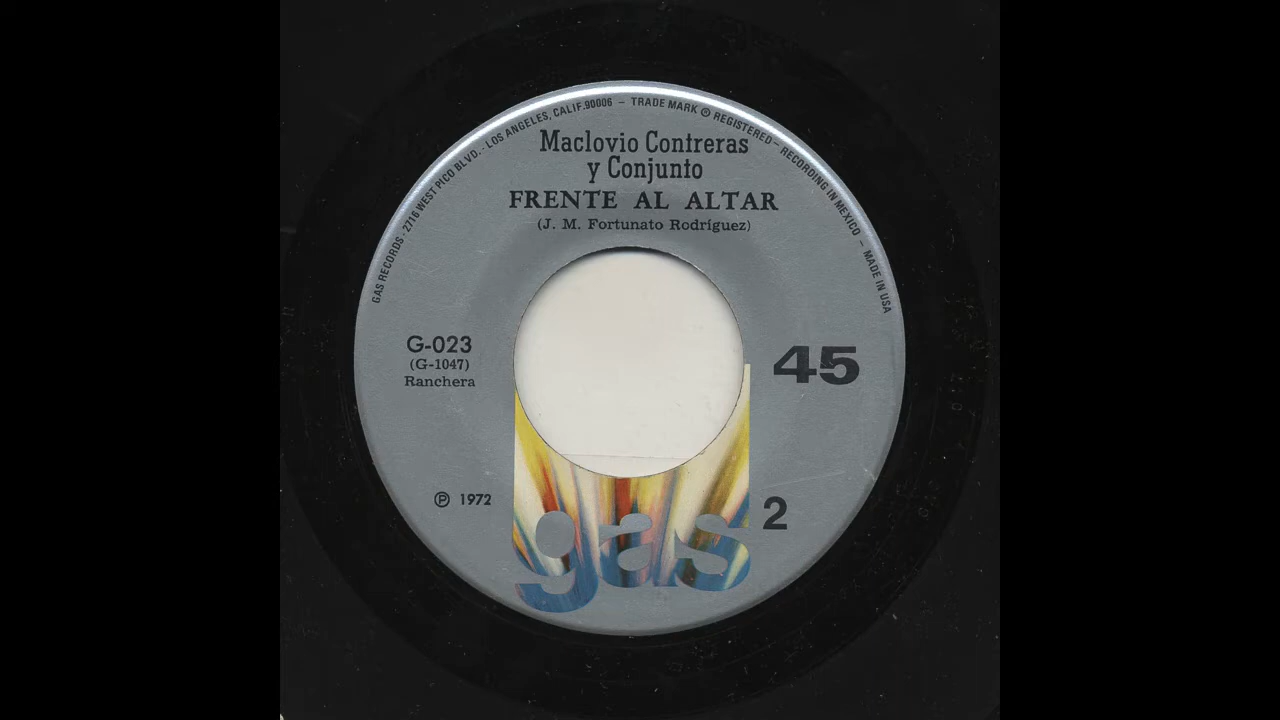 GAS RECORDS · 2716 WEST PICO BLVD. - LOS ANGELES, CALIF. 90006 – TRADE MARK ® REGISTERED – RECORDING IN MEXICO – MADE IN USA
Maclovio Contreras
y Conjunto
FRENTE AL ALTAR
(J. M. Fortunato Rodríguez)
G-023
(G-1047)
Ranchera
45
℗ 1972
2
gas